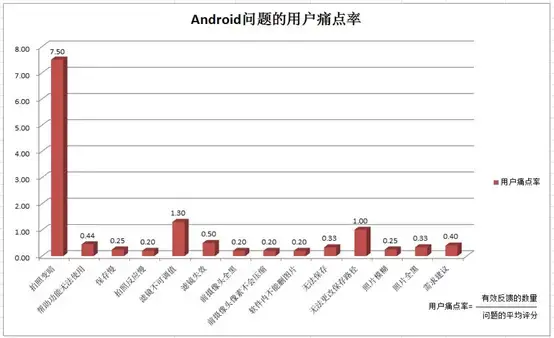 Android问题的用户痛点率
8.00
7.00
6.00
5.00
4.00
3.00
2.00
1.00
0.00
7.50
0.44
0.25
0.20
1.30
0.50
0.20
0.20
0.20
0.33
1.00
0.25
0.33
0.40
拍照变暗
帮助功能无法使用
保存慢
拍照反应慢
滤镜不可调值
滤镜失效
前摄像头全黑
前摄像头像素不会压缩
软件内不能删图片
无法保存
无法更改保存路径
照片模糊
照片全黑
需求建议
用户痛点率
用户痛点率=
有效反馈的数量
问题的平均评分